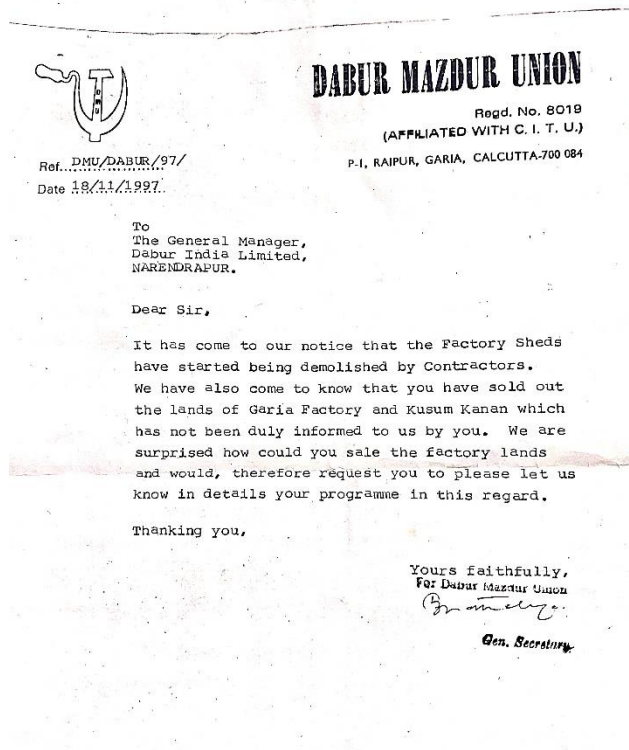 DMU
DABUR MAZDUR UNION
Regd. No. 8019
(AFFILIATED WITH C. I. T. U.)
P-1, RAIPUR, GARIA, CALCUTTA-700 084
Ref...DMU/DABUR/97/
Date 18/11/1997.
To
The General Manager,
Dabur India Limited,
NARENDRAPUR.
Dear Sir,
It has come to our notice that the Factory Sheds
have started being demolished by Contractors.
We have also come to know that you have sold out
the lands of Garia Factory and Kusum Kanan which
has not been duly informed to us by you.  We are
surprised how could you sale the factory lands
and would, therefore request you to please let us
know in details your programme in this regard.
Thanking you,
Yours faithfully,
For Dabur Mazdur Union
Gen. Secretary